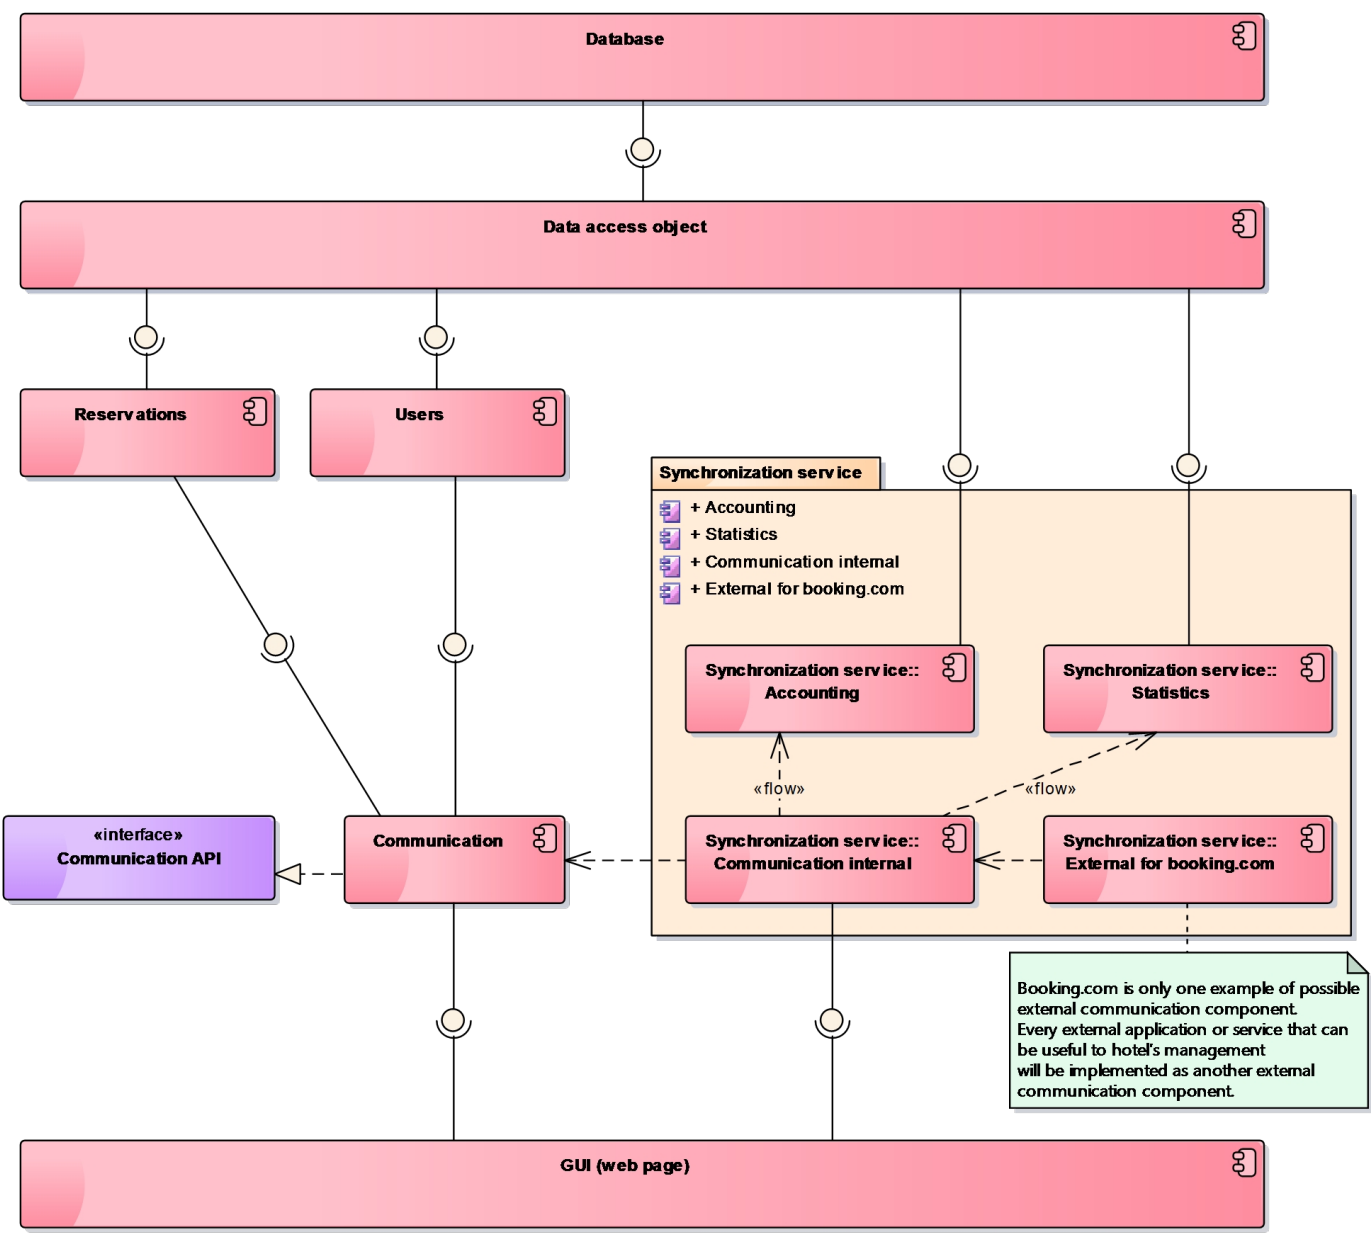 Database
Data access object
Reservations
Users
Synchronization service
+ Accounting
+ Statistics
+ Communication internal
+ External for booking.com
Synchronization service::
Accounting
Synchronization service::
Statistics
«flow»
«flow»
«interface»
Communication API
Communication
Synchronization service::
Communication internal
Synchronization service::
External for booking.com
Booking.com is only one example of possible
external communication component.
Every external application or service that can
be useful to hotel's management
will be implemented as another external
communication component.
GUI (web page)